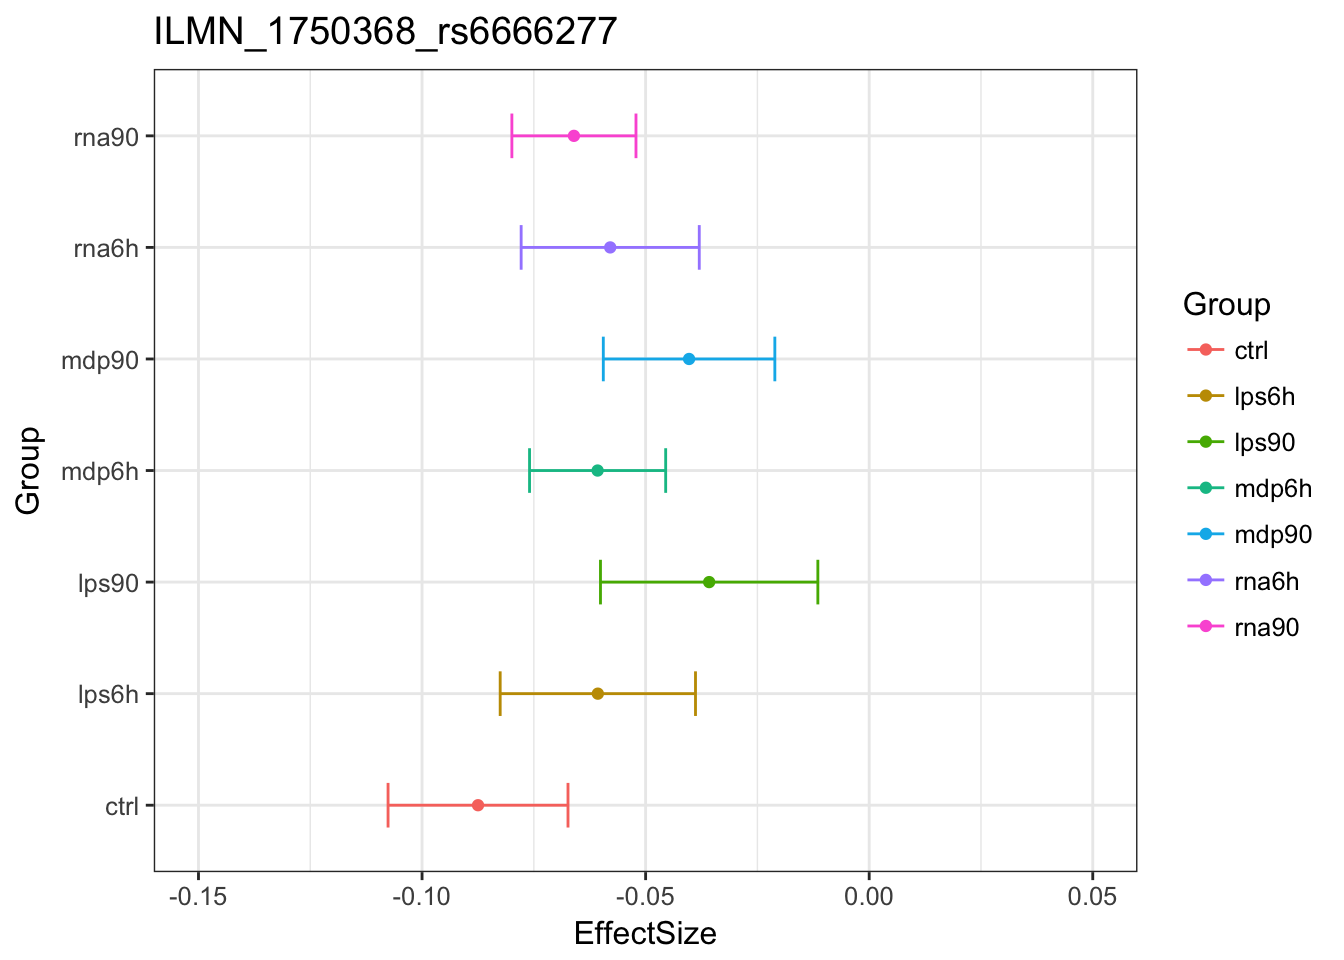 ILMN_1750368_rs6666277
rna90
rna6h
mdp90
mdp6h
lps90
lps6h
ctrl
Group
-0.15 -0.10 -0.05 0.00 0.05
EffectSize
Group
ctrl
lps6h
lps90
mdp6h
mdp90
rna6h
rna90